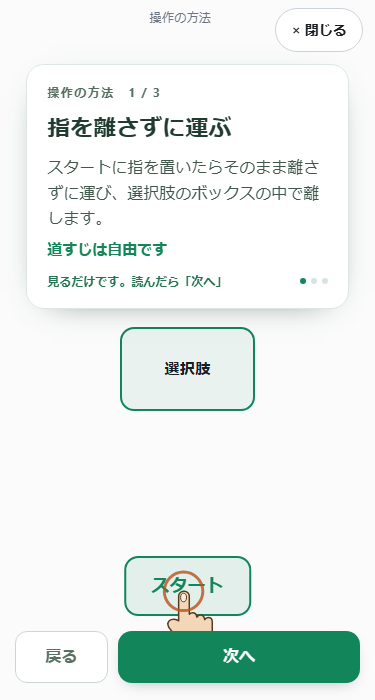 操作の方法
× 閉じる
操作の方法 1 / 3
指を離さずに運ぶ
スタートに指を置いたらそのまま離さ
ずに運び、選択肢のボックスの中で離
します。
道すじは自由です
見るだけです。読んだら「次へ」
選択肢
スタート
戻る
次へ